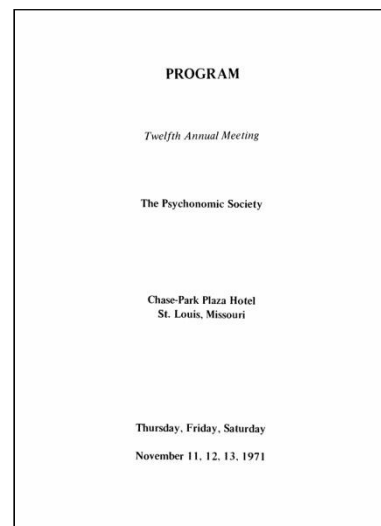 PROGRAM
Twelfth Annual Meeting
The Psychonomic Society
Chase-Park Plaza Hotel
St. Louis, Missouri
Thursday, Friday, Saturday
November 11, 12, 13, 1971